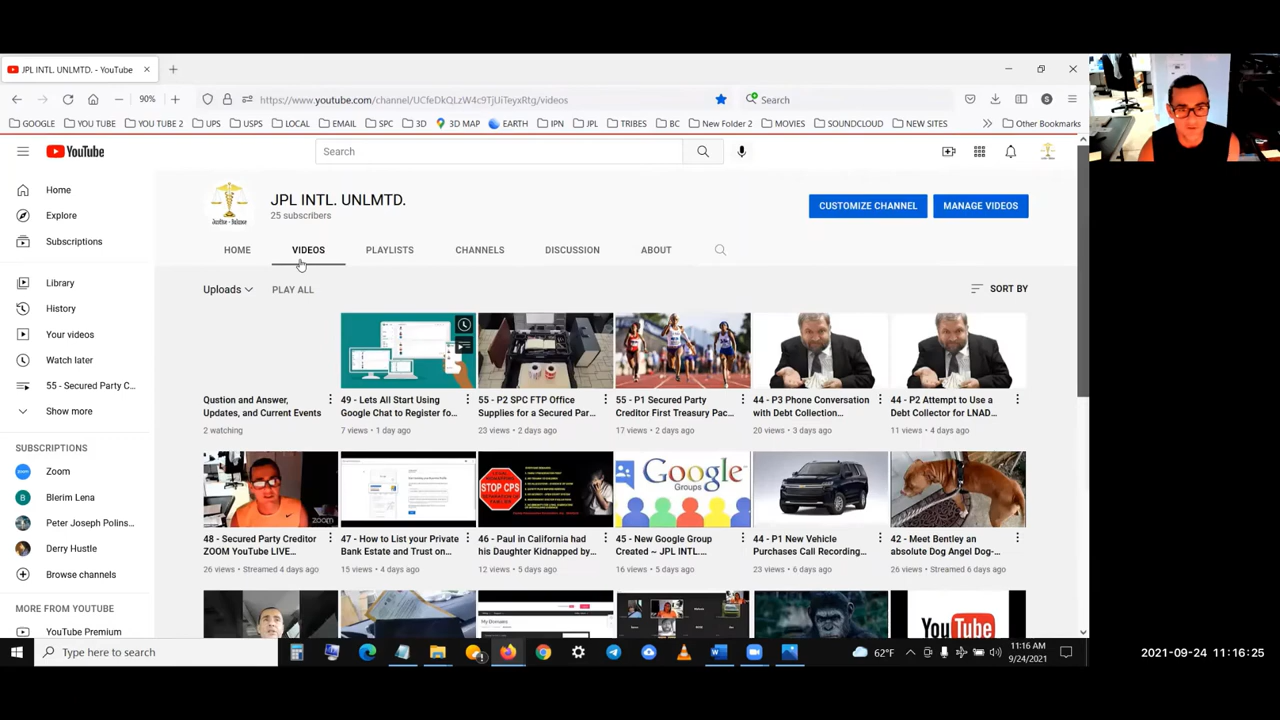 JPL INTL. UNLMTD. - YouTube
90%
https://www.youtube.com/channel/UCfeDkQLzW4c9TjUiTeyxRtg/videos
Search
GOOGLE YOU TUBE YOU TUBE 2 UPS USPS LOCAL EMAIL SPC 3D 3D MAP EARTH IPN JPL TRIBES BC New Folder 2 MOVIES SOUNDCLOUD NEW SITES Other Bookmarks
YouTube
Search
Home
Explore
Subscriptions
Library
History
Your videos
Watch later
55 - Secured Party C...
Show more
SUBSCRIPTIONS
Zoom
Blerim Lena
Peter Joseph Polins...
Derry Hustle
Browse channels
MORE FROM YOUTUBE
YouTube Premium
JPL INTL. UNLMTD.
25 subscribers
CUSTOMIZE CHANNEL
MANAGE VIDEOS
HOME VIDEOS PLAYLISTS CHANNELS DISCUSSION ABOUT
Uploads PLAY ALL
SORT BY
Qustion and Answer,
Updates, and Current Events
2 watching
49 - Lets All Start Using
Google Chat to Register fo...
7 views • 1 day ago
55 - P2 SPC FTP Office
Supplies for a Secured Par...
23 views • 2 days ago
55 - P1 Secured Party
Creditor First Treasury Pac...
17 views • 2 days ago
44 - P3 Phone Conversation
with Debt Collection...
20 views • 3 days ago
44 - P2 Attempt to Use a
Debt Collector for LNAD...
11 views • 4 days ago
zoom
48 - Secured Party Creditor
ZOOM YouTube LIVE...
26 views • Streamed 4 days ago
47 - How to List your Private
Bank Estate and Trust on...
15 views • 4 days ago
STOP CPS
46 - Paul in California had
his Daughter Kidnapped by...
12 views • 5 days ago
Google
Groups
45 - New Google Group
Created ~ JPL INTL....
16 views • 5 days ago
44 - P1 New Vehicle
Purchases Call Recording...
23 views • 6 days ago
42 - Meet Bentley an
absolute Dog Angel Dog-...
26 views • Streamed 6 days ago
My Domains
YouTube
Type here to search
62°F
11:16 AM
9/24/2021
2021-09-24 11:16:25